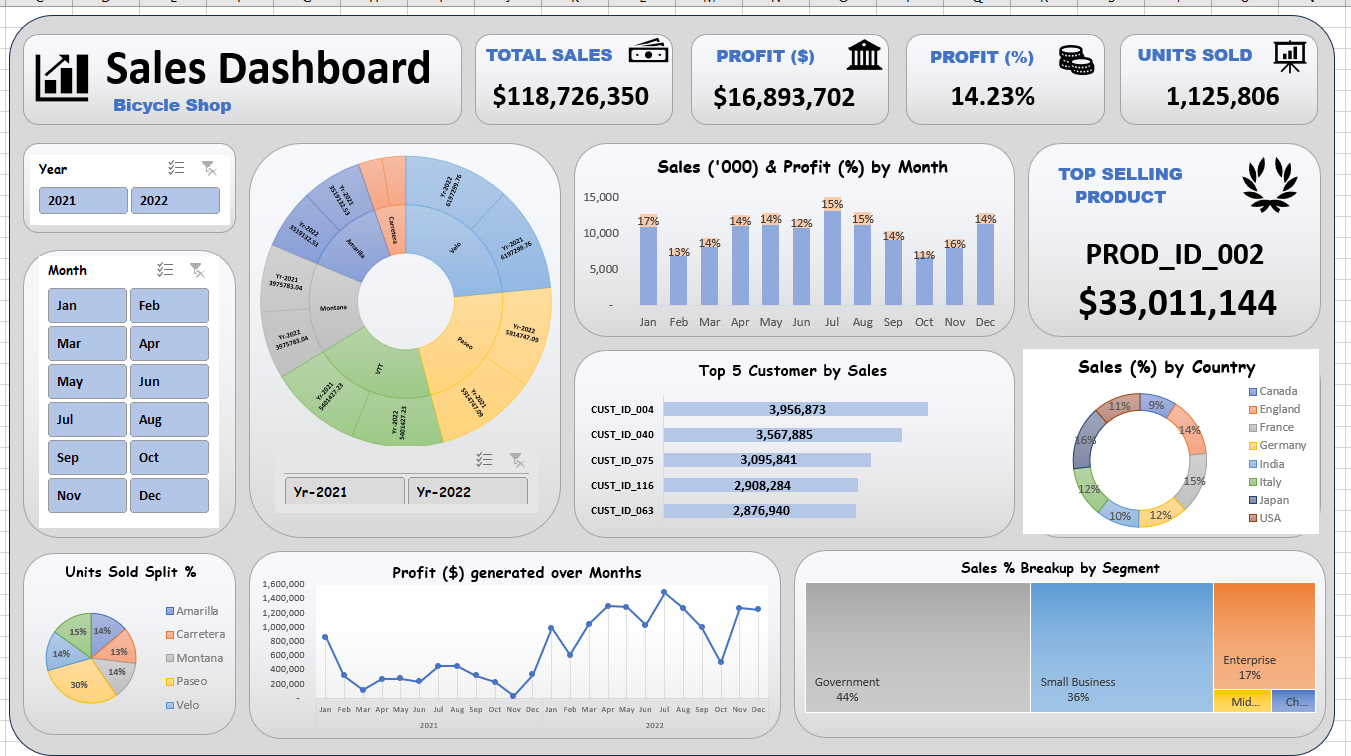 Sales Dashboard
Bicycle Shop
TOTAL SALES
$118,726,350
PROFIT ($)
$16,893,702
PROFIT (%)
14.23%
UNITS SOLD
1,125,806
Year
2021 2022
Month
Jan Feb
Mar Apr
May Jun
Jul Aug
Sep Oct
Nov Dec
Velo
Yr-2022 6197299.76
Yr-2021 6197299.76
Paseo
Yr-2022 5914747.09
Yr-2021 5914747.09
VTT
Yr-2022 5401427.23
Yr-2021 5401427.23
Montana
Yr-2022 3975783.04
Yr-2021 3975783.04
Amarilla
Yr-2022 3519132.53
Yr-2021 3519132.53
Carretera
Yr-2021 Yr-2022
Sales ('000) & Profit (%) by Month
15,000
10,000
5,000
-
17% 13% 14% 14% 14% 12% 15% 15% 14% 11% 16% 14%
Jan Feb Mar Apr May Jun Jul Aug Sep Oct Nov Dec
TOP SELLING
PRODUCT
PROD_ID_002
$33,011,144
Top 5 Customer by Sales
CUST_ID_004 3,956,873
CUST_ID_040 3,567,885
CUST_ID_075 3,095,841
CUST_ID_116 2,908,284
CUST_ID_063 2,876,940
Sales (%) by Country
9%
14%
15%
12%
10%
12%
16%
11%
Canada
England
France
Germany
India
Italy
Japan
USA
Units Sold Split %
14%
13%
14%
30%
14%
15%
Amarilla
Carretera
Montana
Paseo
Velo
Profit ($) generated over Months
1,600,000
1,400,000
1,200,000
1,000,000
800,000
600,000
400,000
200,000
-
Jan Feb Mar Apr May Jun Jul Aug Sep Oct Nov Dec Jan Feb Mar Apr May Jun Jul Aug Sep Oct Nov Dec
2021 2022
Sales % Breakup by Segment
Government
44%
Small Business
36%
Enterprise
17%
Mid...
Ch...